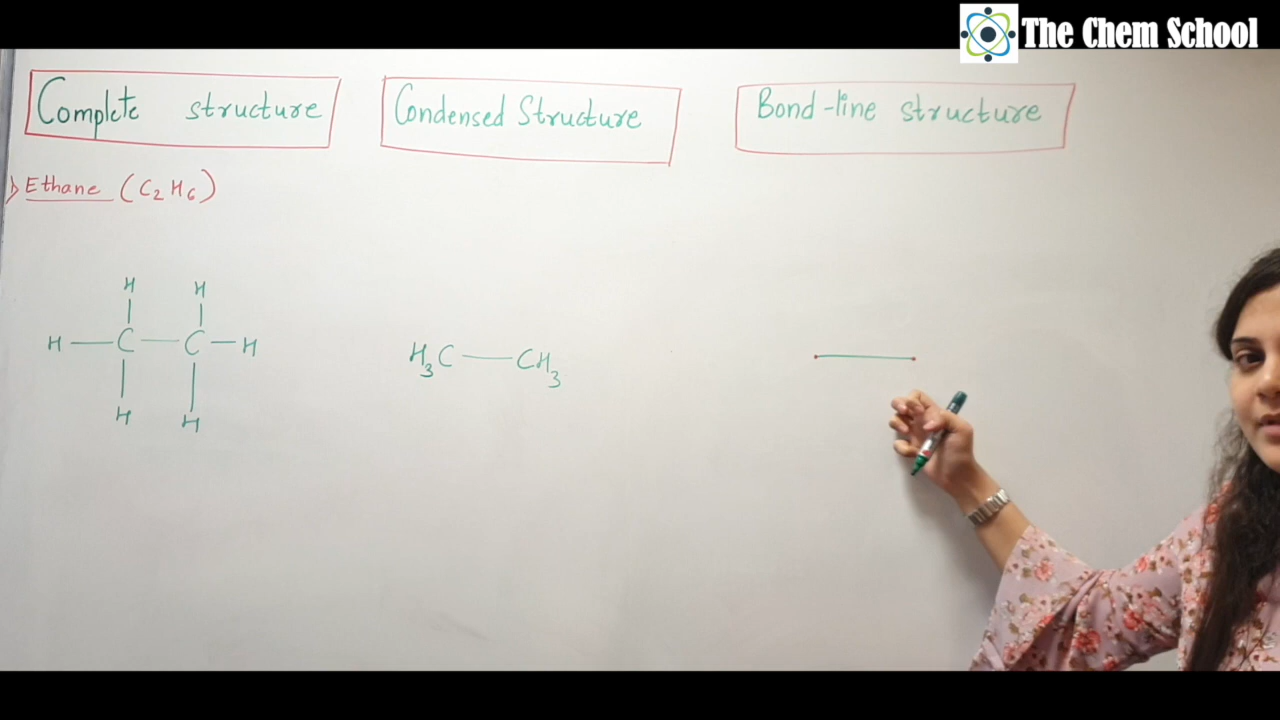 The Chem School
Complete structure
Condensed Structure
Bond-line structure
) Ethane (C₂H₆)
H H
H — C — C — H
H H
H₃C — CH₃